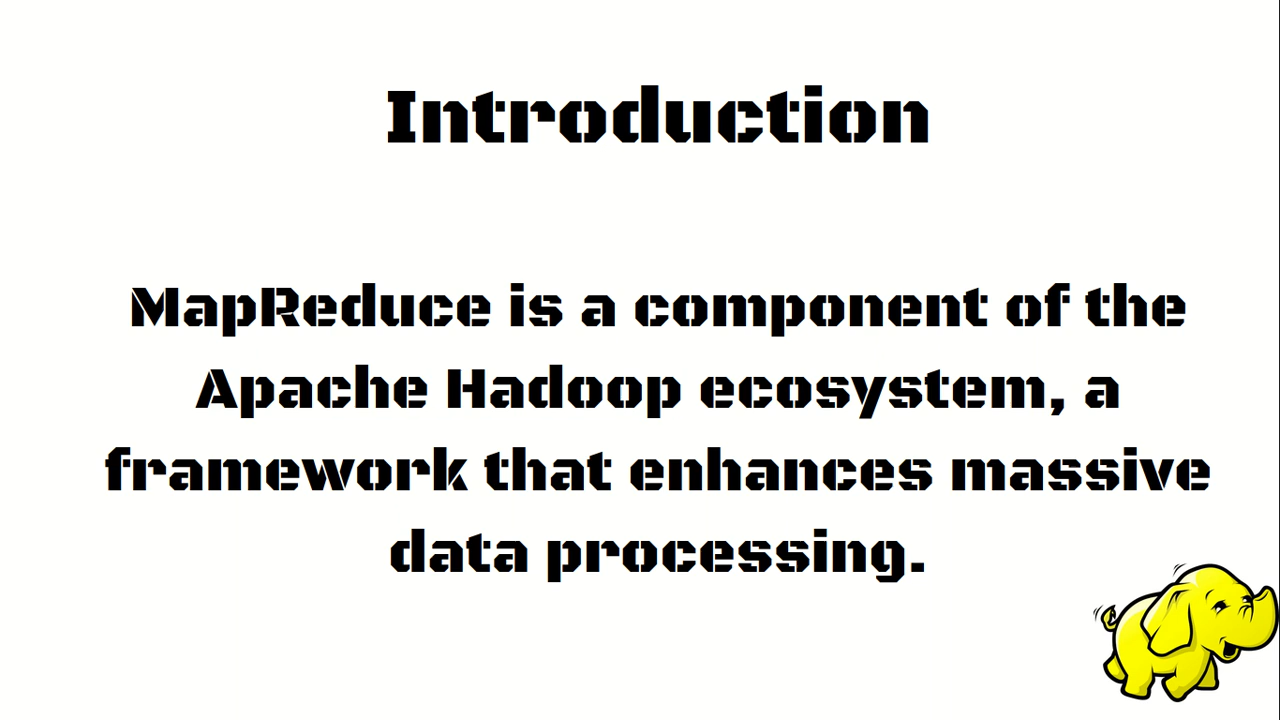 Introduction
MapReduce is a component of the
Apache Hadoop ecosystem, a
framework that enhances massive
data processing.